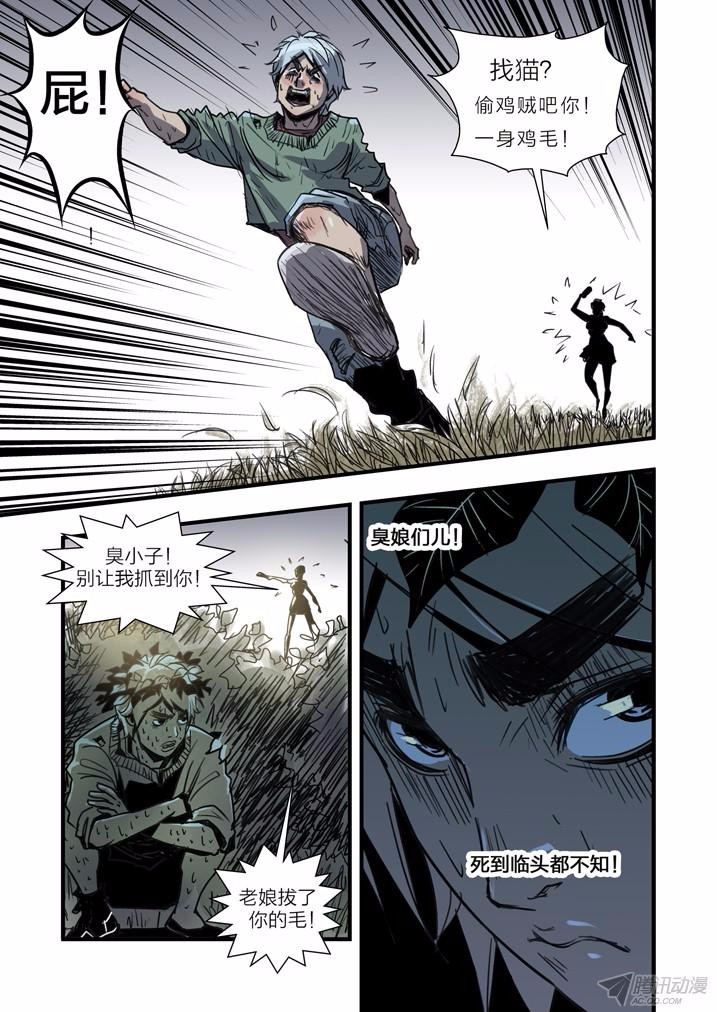 屁！
找猫？
偷鸡贼吧你！
一身鸡毛！
！
臭小子！
别让我抓到你！
老娘拔了
你的毛！
臭娘们儿！
死到临头都不知！
腾讯动漫
AC.QQ.COM